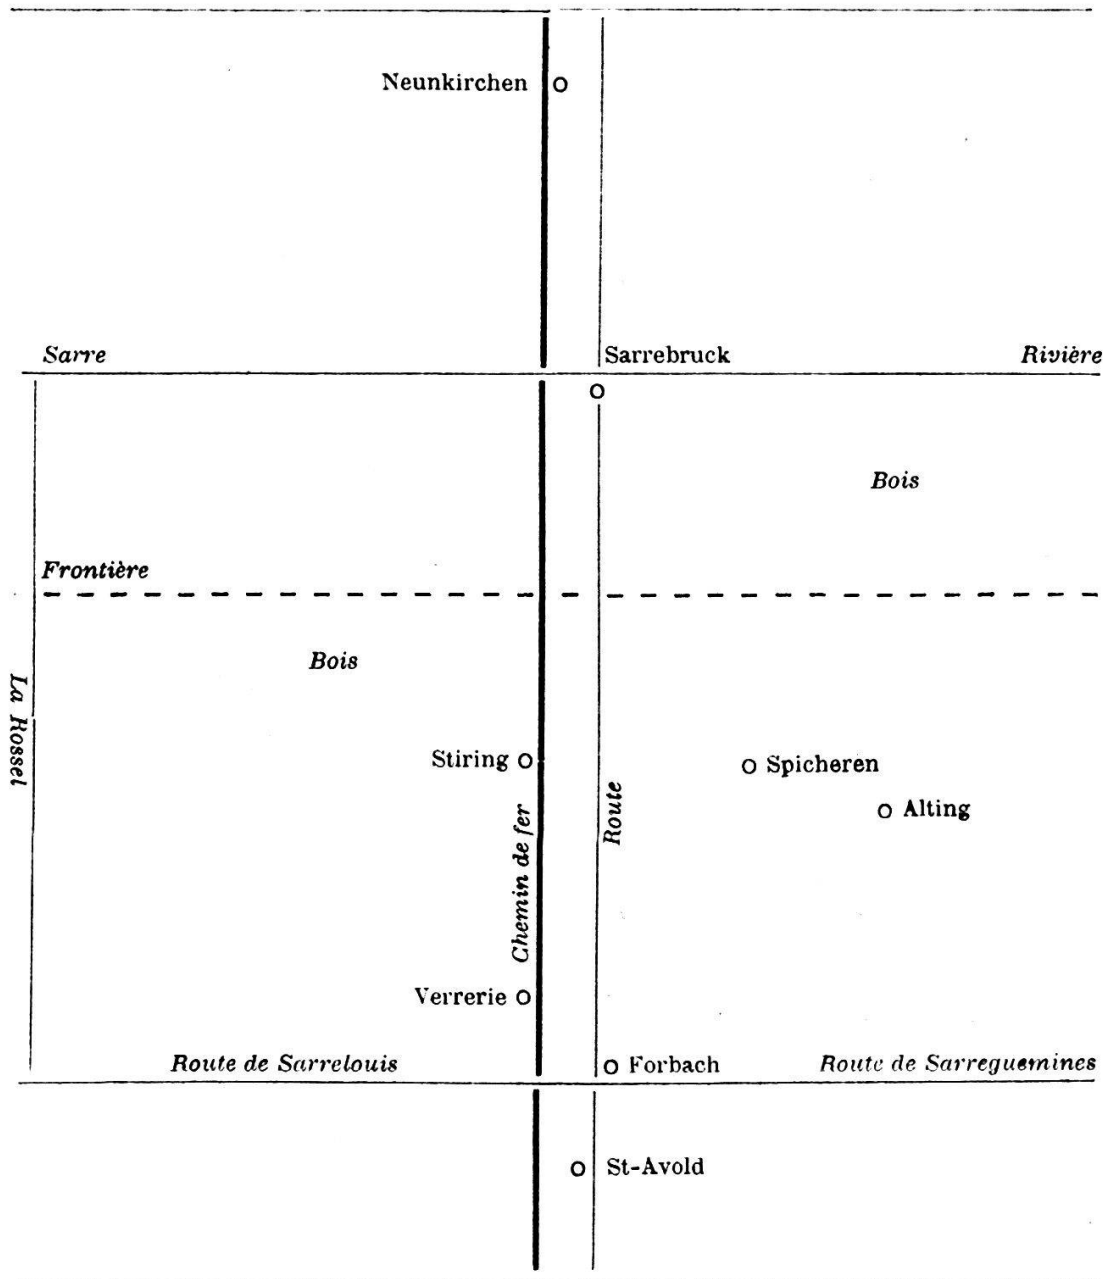 Neunkirchen
Sarre
Sarrebruck
Rivière
Bois
Frontière
Bois
La Rossel
Stiring
Spicheren
Alting
Chemin de fer
Route
Verrerie
Route de Sarrelouis
Forbach
Route de Sarreguemines
St-Avold